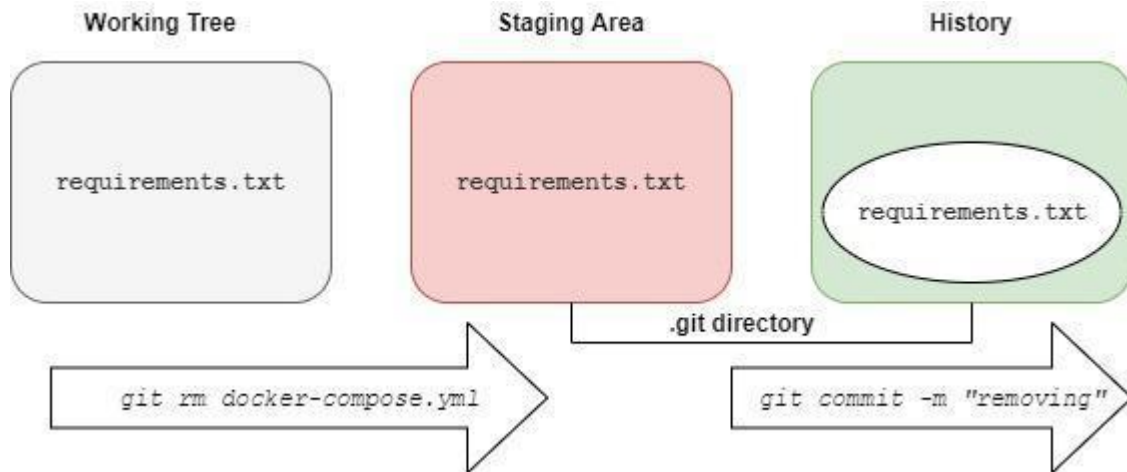 Working Tree
Staging Area
History
requirements.txt
requirements.txt
requirements.txt
.git directory
git rm docker-compose.yml
git commit -m "removing"